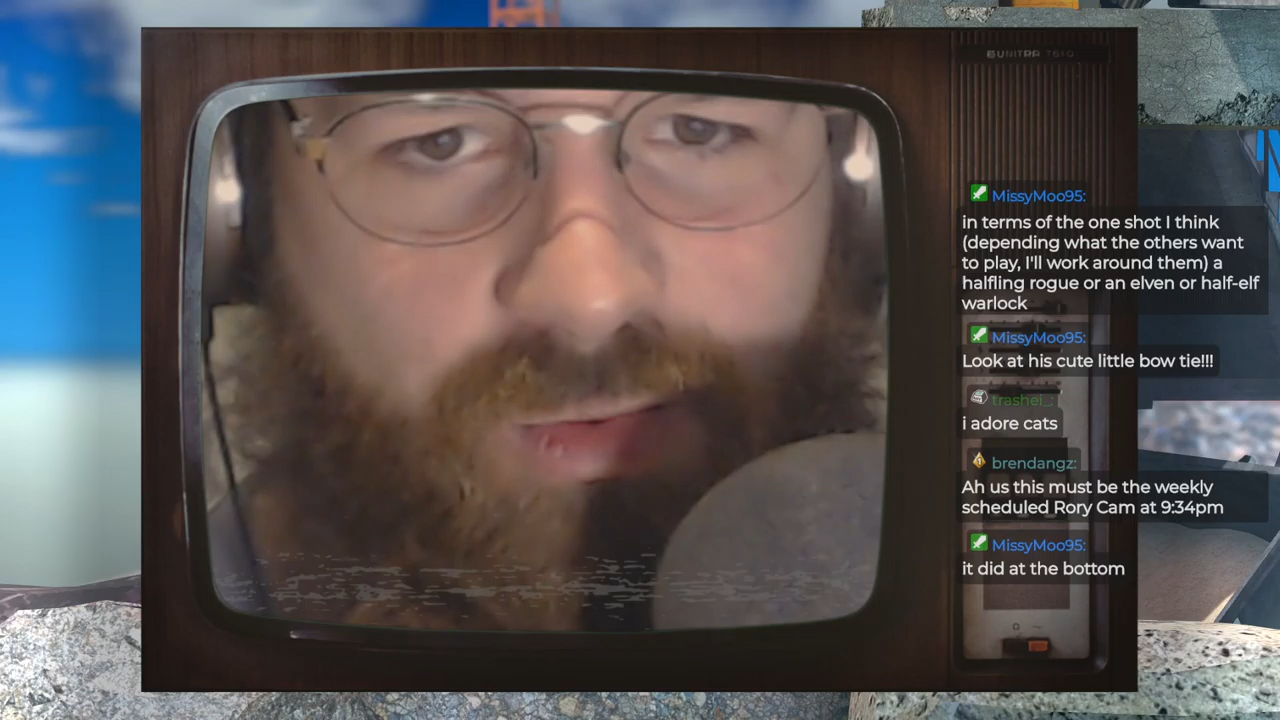 UNITRA
MissyMoo95:
in terms of the one shot I think
(depending what the others want
to play, I'll work around them) a
halfling rogue or an elven or half-elf
warlock
MissyMoo95:
Look at his cute little bow tie!!!
trashei_:
i adore cats
brendangz:
Ah us this must be the weekly
scheduled Rory Cam at 9:34pm
MissyMoo95:
it did at the bottom